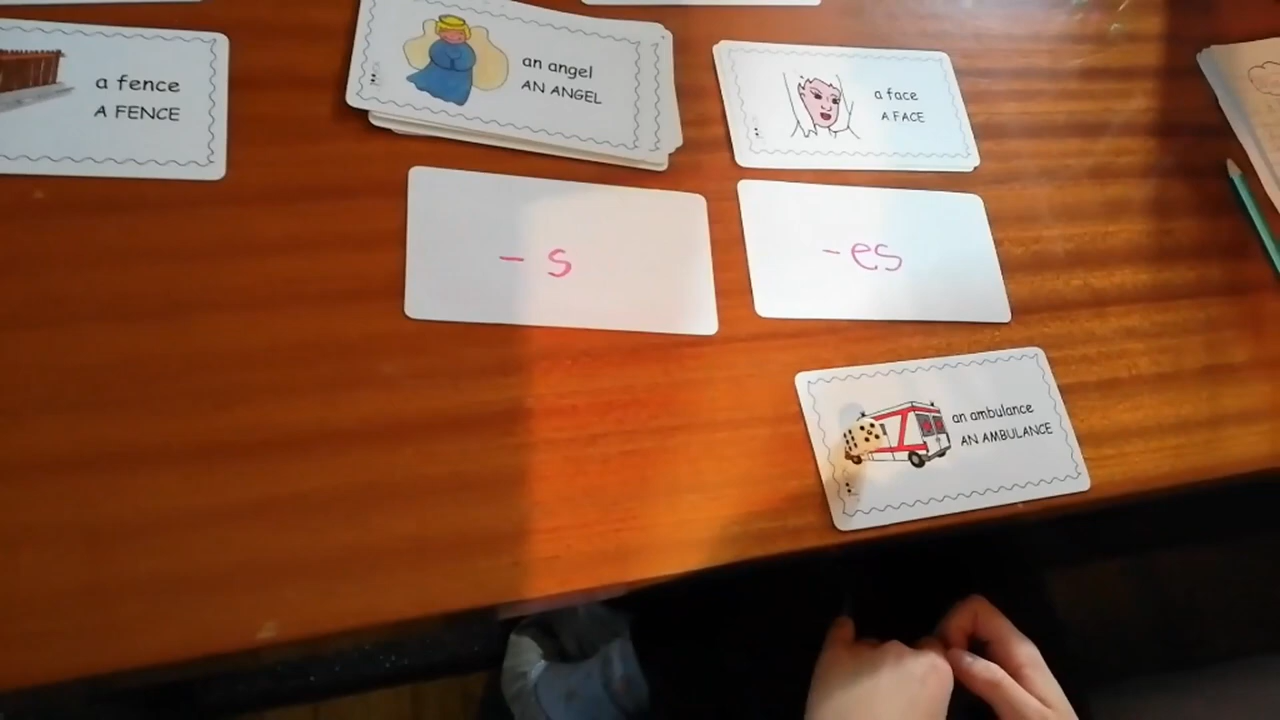 a fence
A FENCE
an angel
AN ANGEL
a face
A FACE
- s
- es
an ambulance
AN AMBULANCE